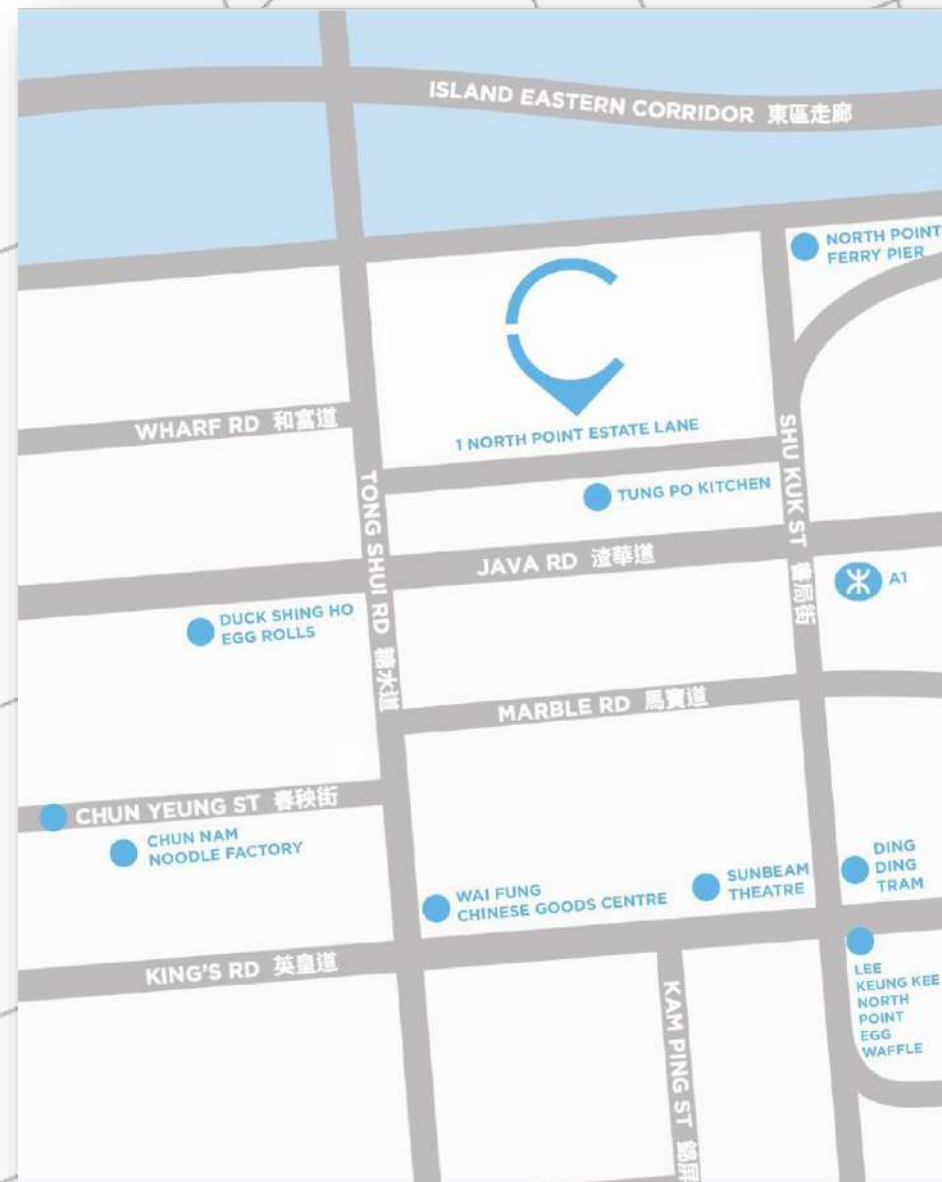 ISLAND EASTERN CORRIDOR 東區走廊
NORTH POINT
FERRY PIER
WHARF RD 和富道
1 NORTH POINT ESTATE LANE
TUNG PO KITCHEN
SHU KUK ST 書局街
TONG SHUI RD 糖水道
JAVA RD 渣華道
A1
DUCK SHING HO
EGG ROLLS
MARBLE RD 馬寶道
CHUN YEUNG ST 春秧街
CHUN NAM
NOODLE FACTORY
WAI FUNG
CHINESE GOODS CENTRE
SUNBEAM
THEATRE
DING
DING
TRAM
KING'S RD 英皇道
LEE
KEUNG KEE
NORTH
POINT
EGG
WAFFLE
KAM PING ST 錦屏